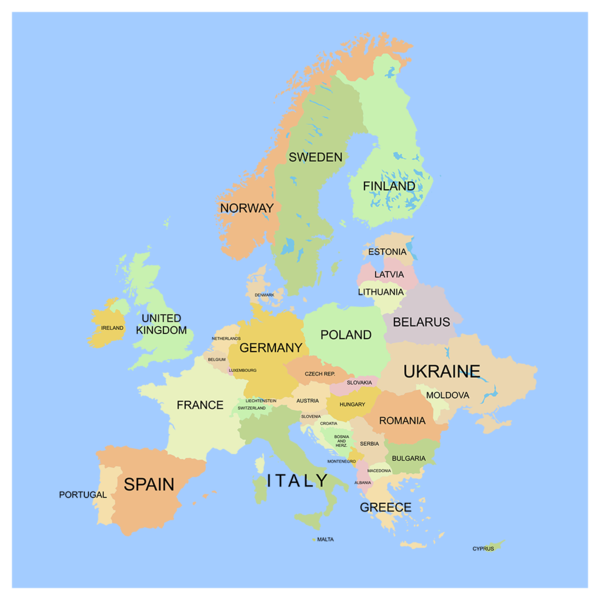 SWEDEN
FINLAND
NORWAY
ESTONIA
LATVIA
LITHUANIA
DENMARK
UNITED
KINGDOM
IRELAND
BELARUS
POLAND
NETHERLANDS
GERMANY
BELGIUM
LUXEMBOURG
UKRAINE
CZECH REP.
SLOVAKIA
MOLDOVA
LIECHTENSTEIN
AUSTRIA
FRANCE
SWITZERLAND
HUNGARY
SLOVENIA
ROMANIA
CROATIA
BOSNIA
AND
HERZ.
SERBIA
BULGARIA
MONTENEGRO
MACEDONIA
ITALY
SPAIN
ALBANIA
PORTUGAL
GREECE
MALTA
CYPRUS